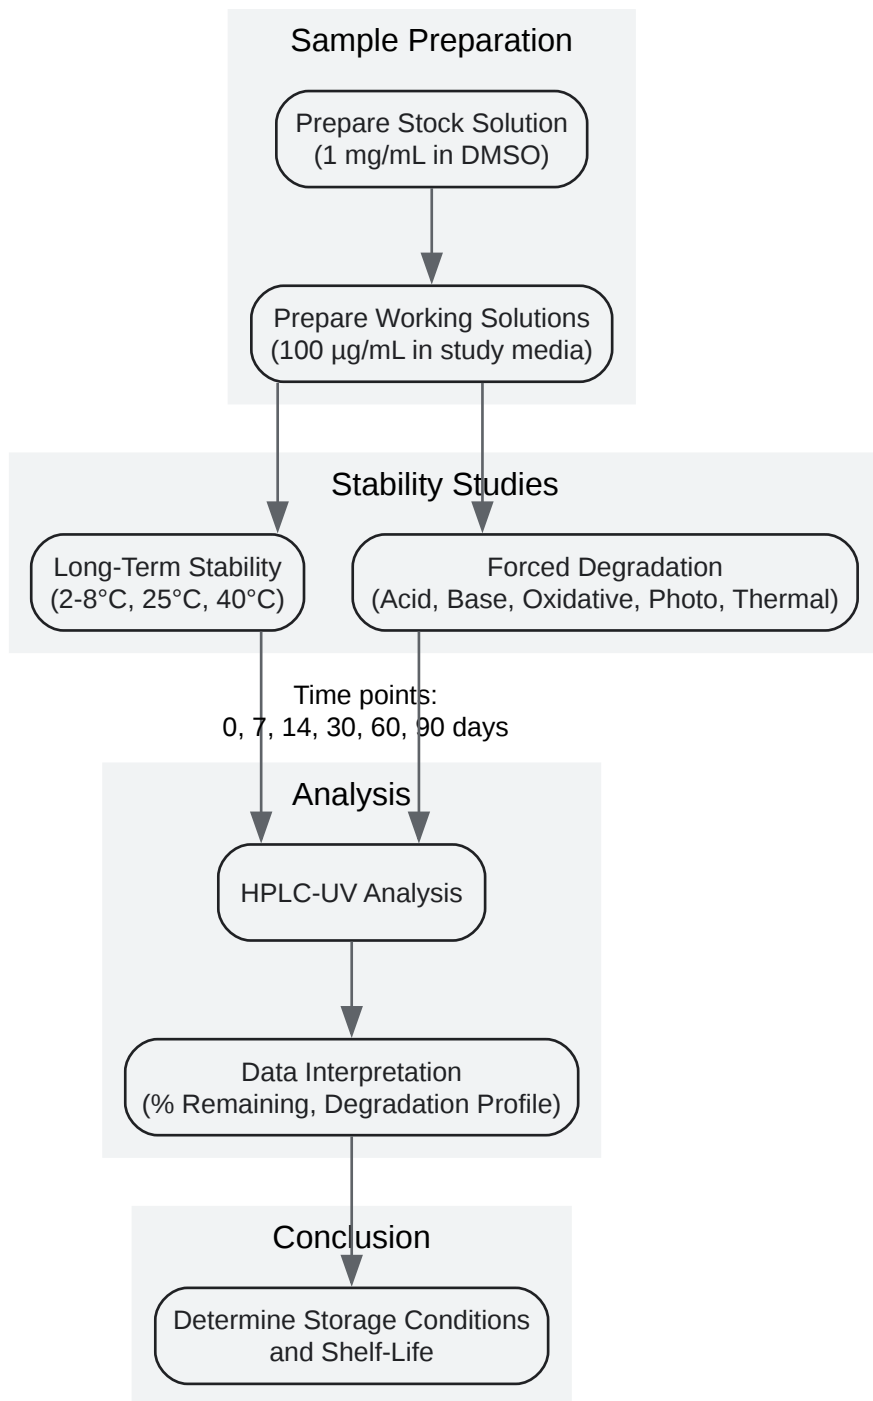 Sample Preparation
Prepare Stock Solution
(1 mg/mL in DMSO)
Prepare Working Solutions
(100 µg/mL in study media)
Stability Studies
Long-Term Stability
(2-8°C, 25°C, 40°C)
Forced Degradation
(Acid, Base, Oxidative, Photo, Thermal)
Time points:
0, 7, 14, 30, 60, 90 days
Analysis
HPLC-UV Analysis
Data Interpretation
(% Remaining, Degradation Profile)
Conclusion
Determine Storage Conditions
and Shelf-Life